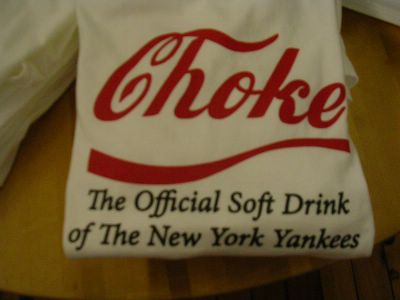 Choke
The Official Soft Drink
of The New York Yankees